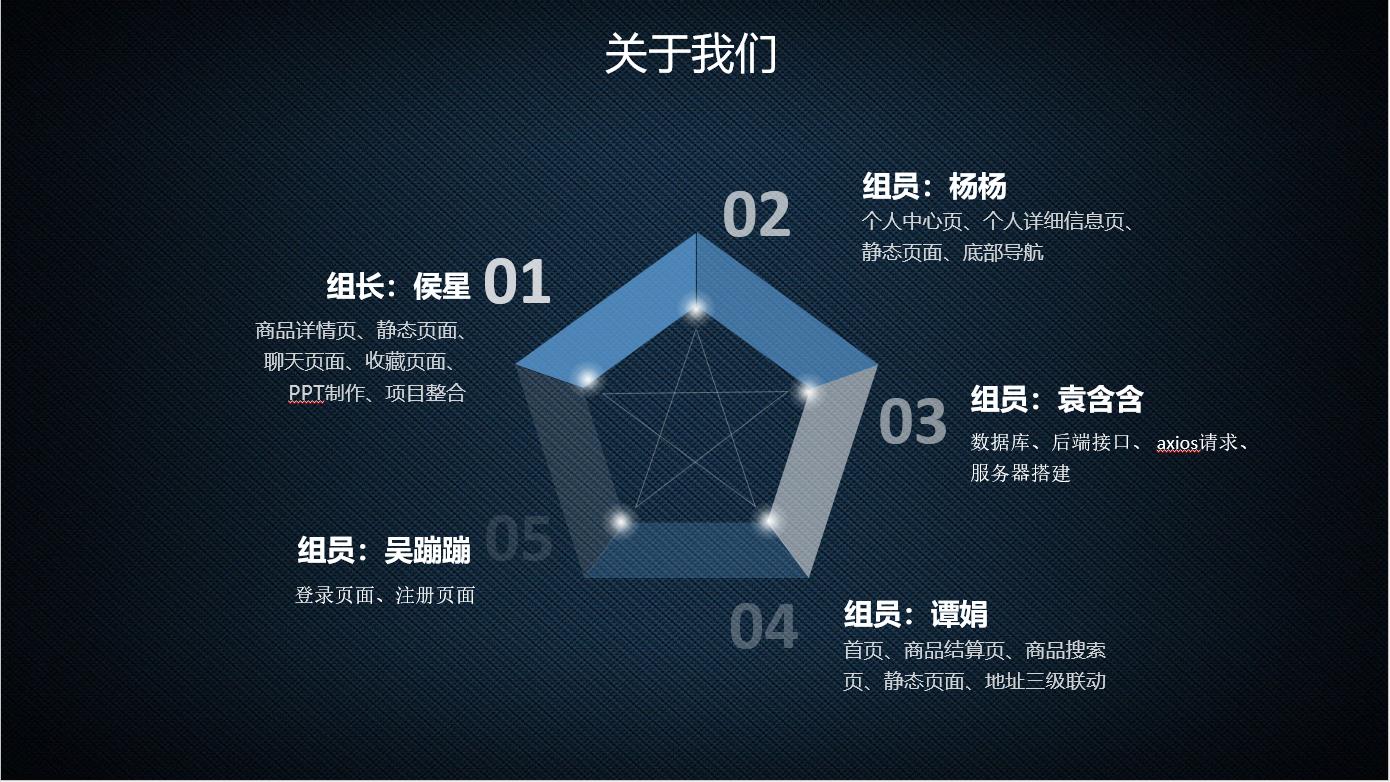 关于我们
01
组长：侯星
商品详情页、静态页面、
聊天页面、收藏页面、
PPT制作、项目整合
02
组员：杨杨
个人中心页、个人详细信息页、
静态页面、底部导航
03
组员：袁含含
数据库、后端接口、 axios请求、
服务器搭建
04
组员：谭娟
首页、商品结算页、商品搜索
页、静态页面、地址三级联动
05
组员：吴蹦蹦
登录页面、注册页面